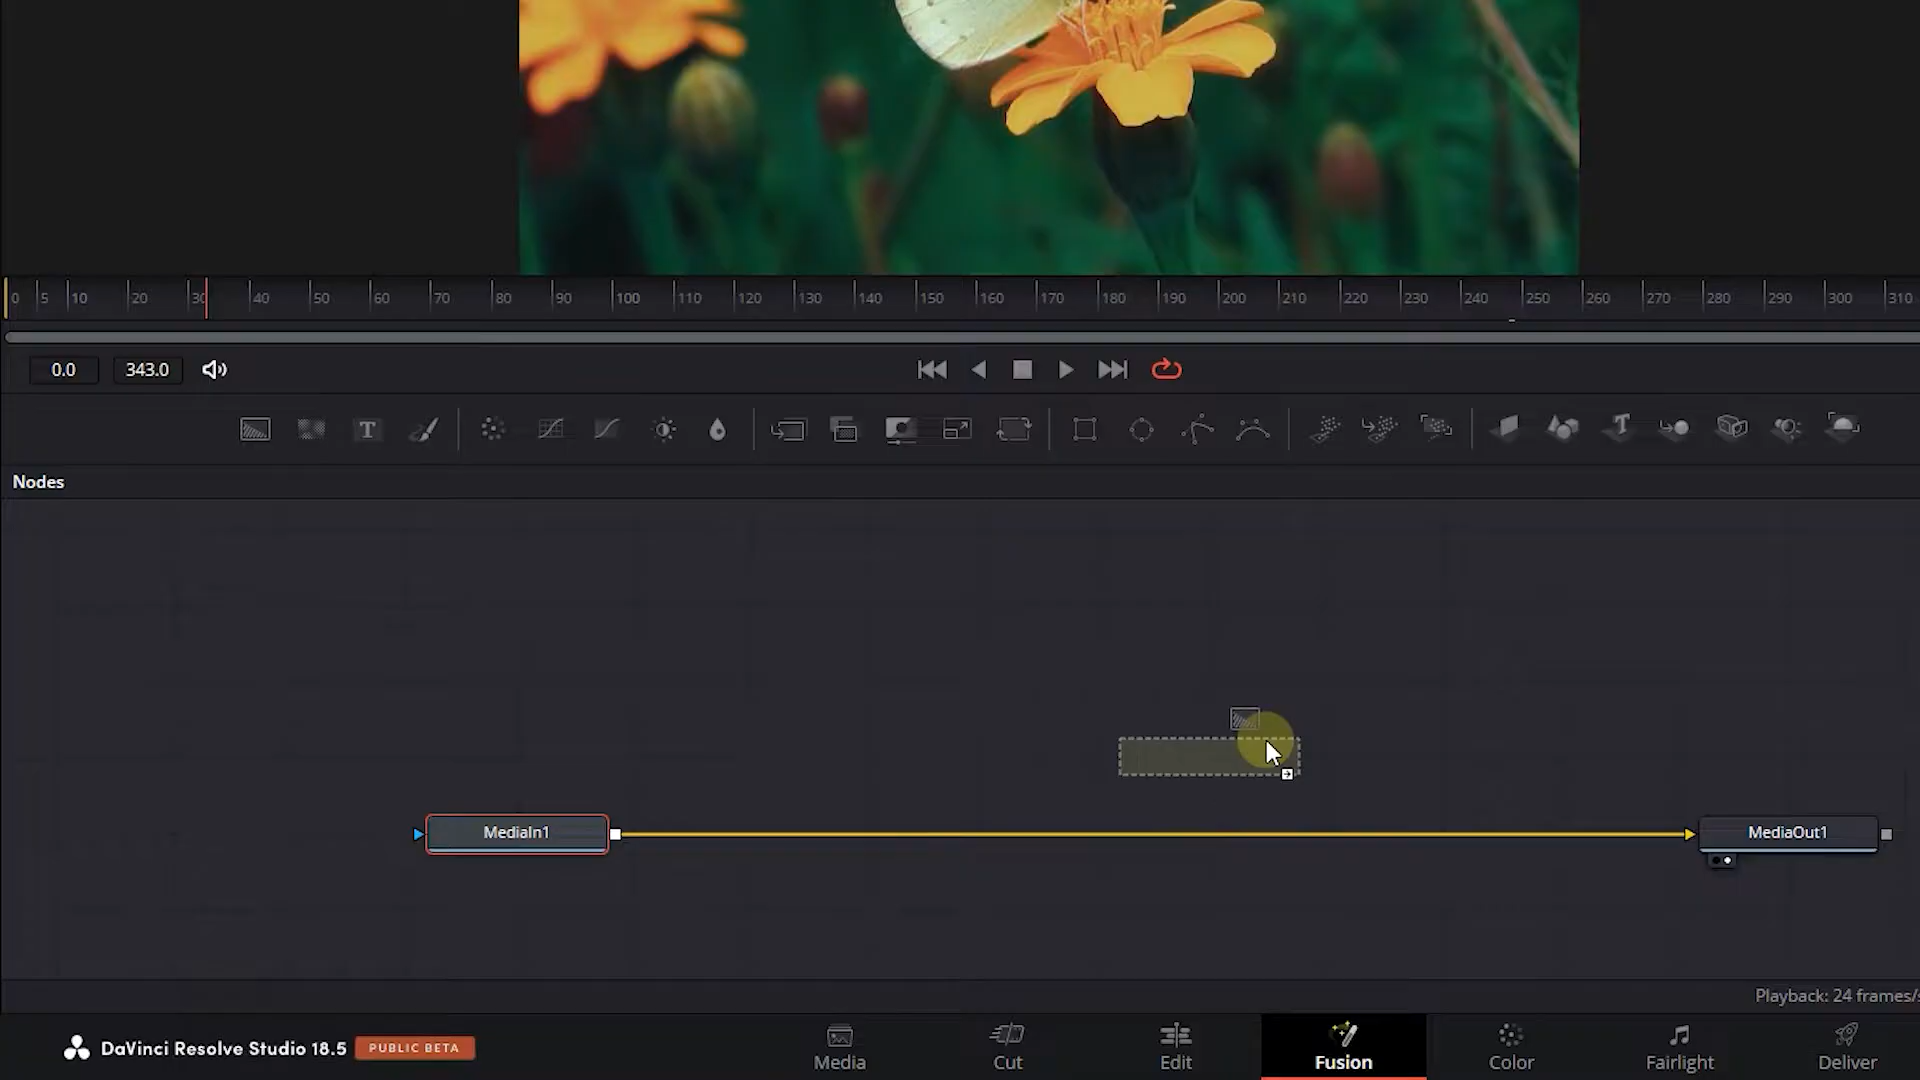 0 5 10 20 30 40 50 60 70 80 90 100 110 120 130 140 150 160 170 180 190 200 210 220 230 240 250 260 270 280 290 300 310
0.0 343.0
T T
Nodes
MediaIn1 MediaOut1
Playback: 24 frames/
DaVinci Resolve Studio 18.5 PUBLIC BETA
Media Cut Edit Fusion Color Fairlight Deliver